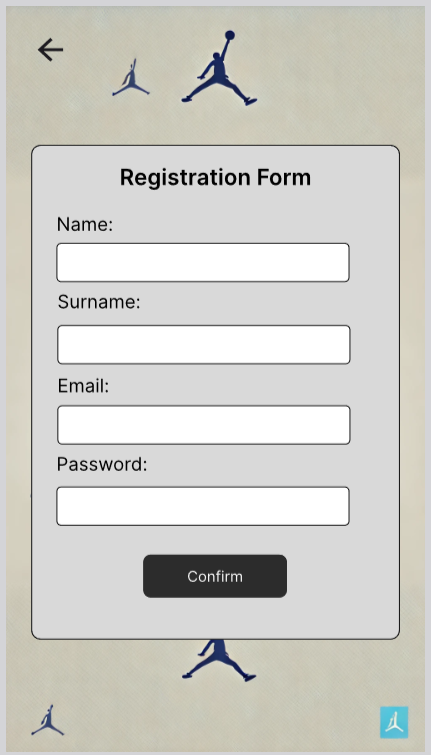 Registration Form
Name:
Surname:
Email:
Password:
Confirm